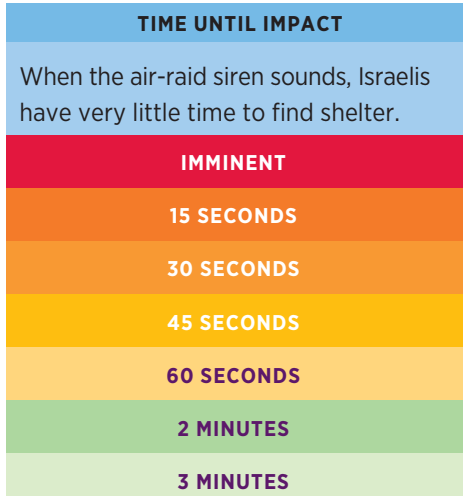 TIME UNTIL IMPACT
When the air-raid siren sounds, Israelis
have very little time to find shelter.
IMMINENT
15 SECONDS
30 SECONDS
45 SECONDS
60 SECONDS
2 MINUTES
3 MINUTES